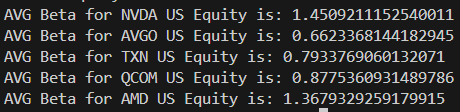 AVG Beta for NVDA US Equity is: 1.4509211152540011
AVG Beta for AVGO US Equity is: 0.6623368144182945
AVG Beta for TXN US Equity is: 0.7933769060132071
AVG Beta for QCOM US Equity is: 0.8775360931489786
AVG Beta for AMD US Equity is: 1.3679329259179915